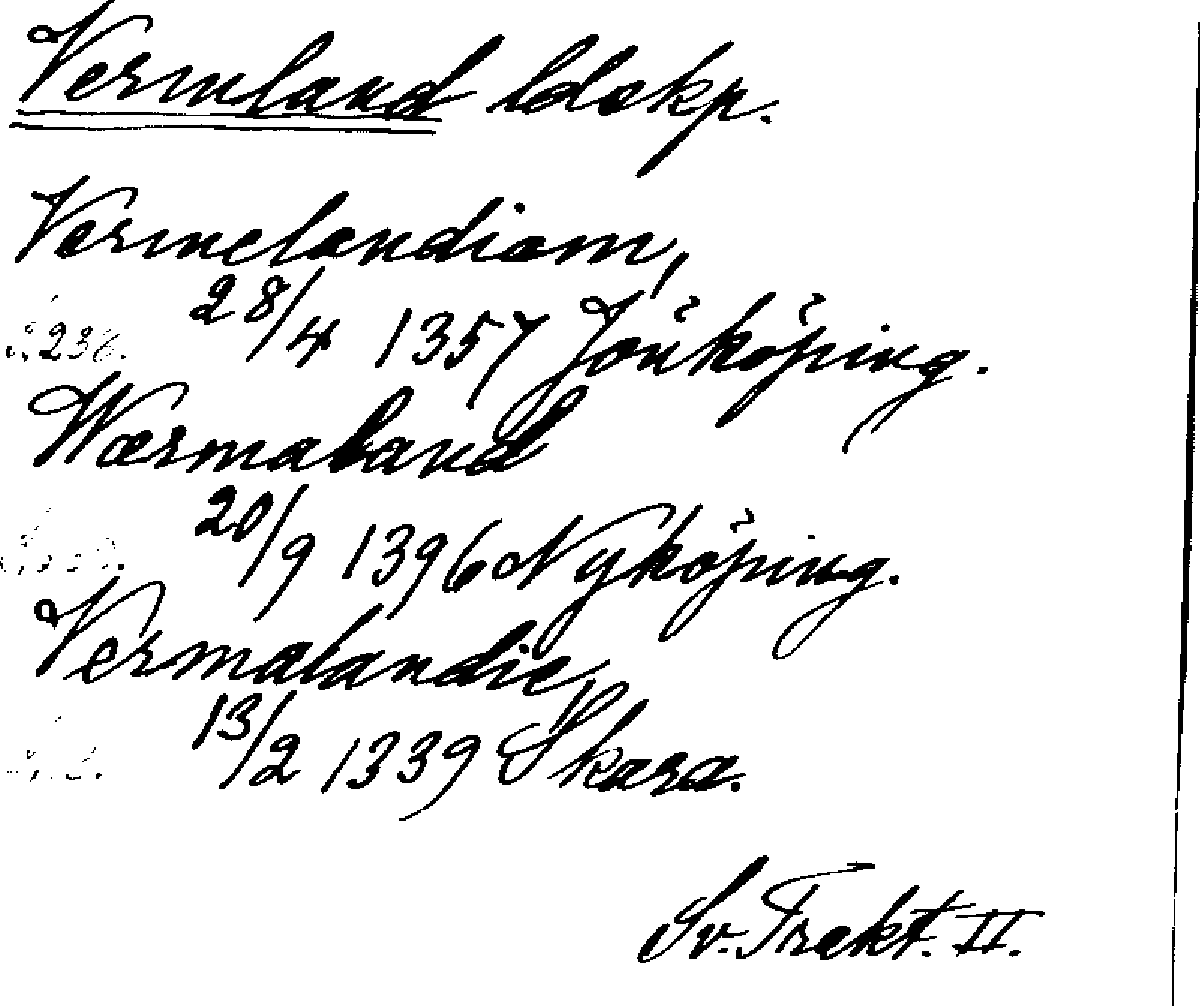 Vermland ldskp.
Vermelandiam,
28/4 1357 Jönköping.
S. 236.
Wærmaland
20/9 1396 Nyköping.
Vermalandie,
13/2 1339 Skara.
Sv. Trakt. II.